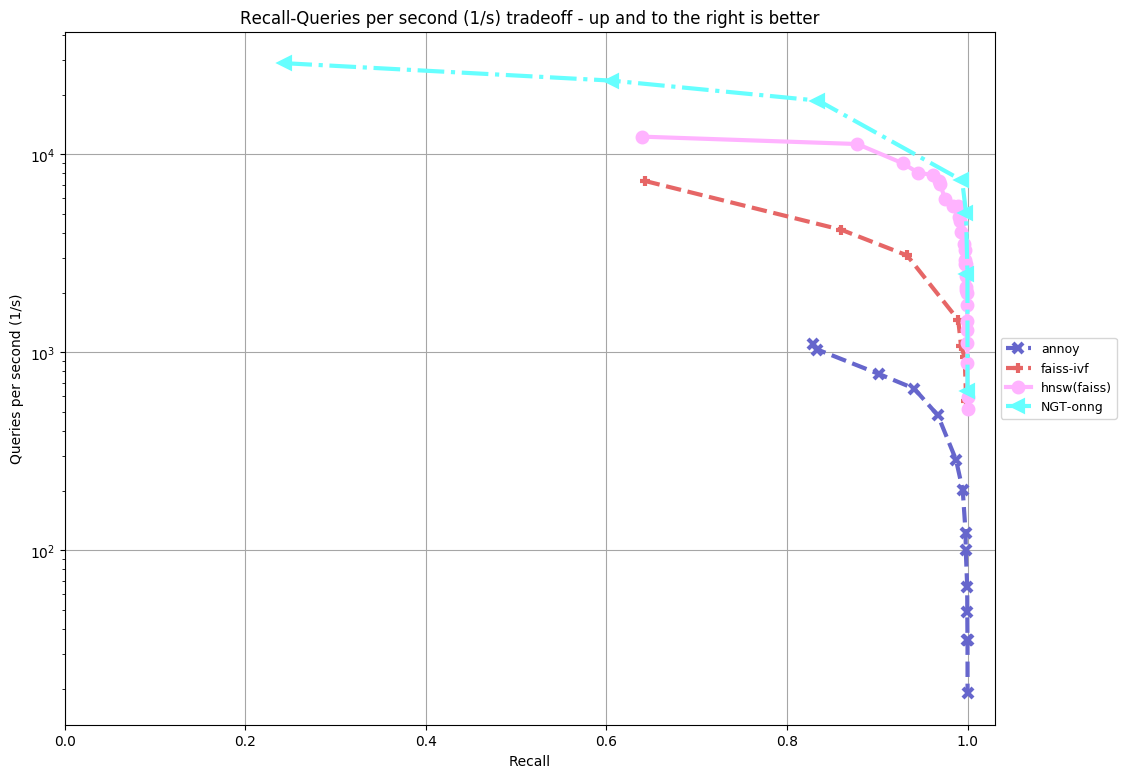 Recall-Queries per second (1/s) tradeoff - up and to the right is better
Queries per second (1/s)
10⁴
10³
10²
0.0 0.2 0.4 0.6 0.8 1.0
Recall
annoy
faiss-ivf
hnsw(faiss)
NGT-onng